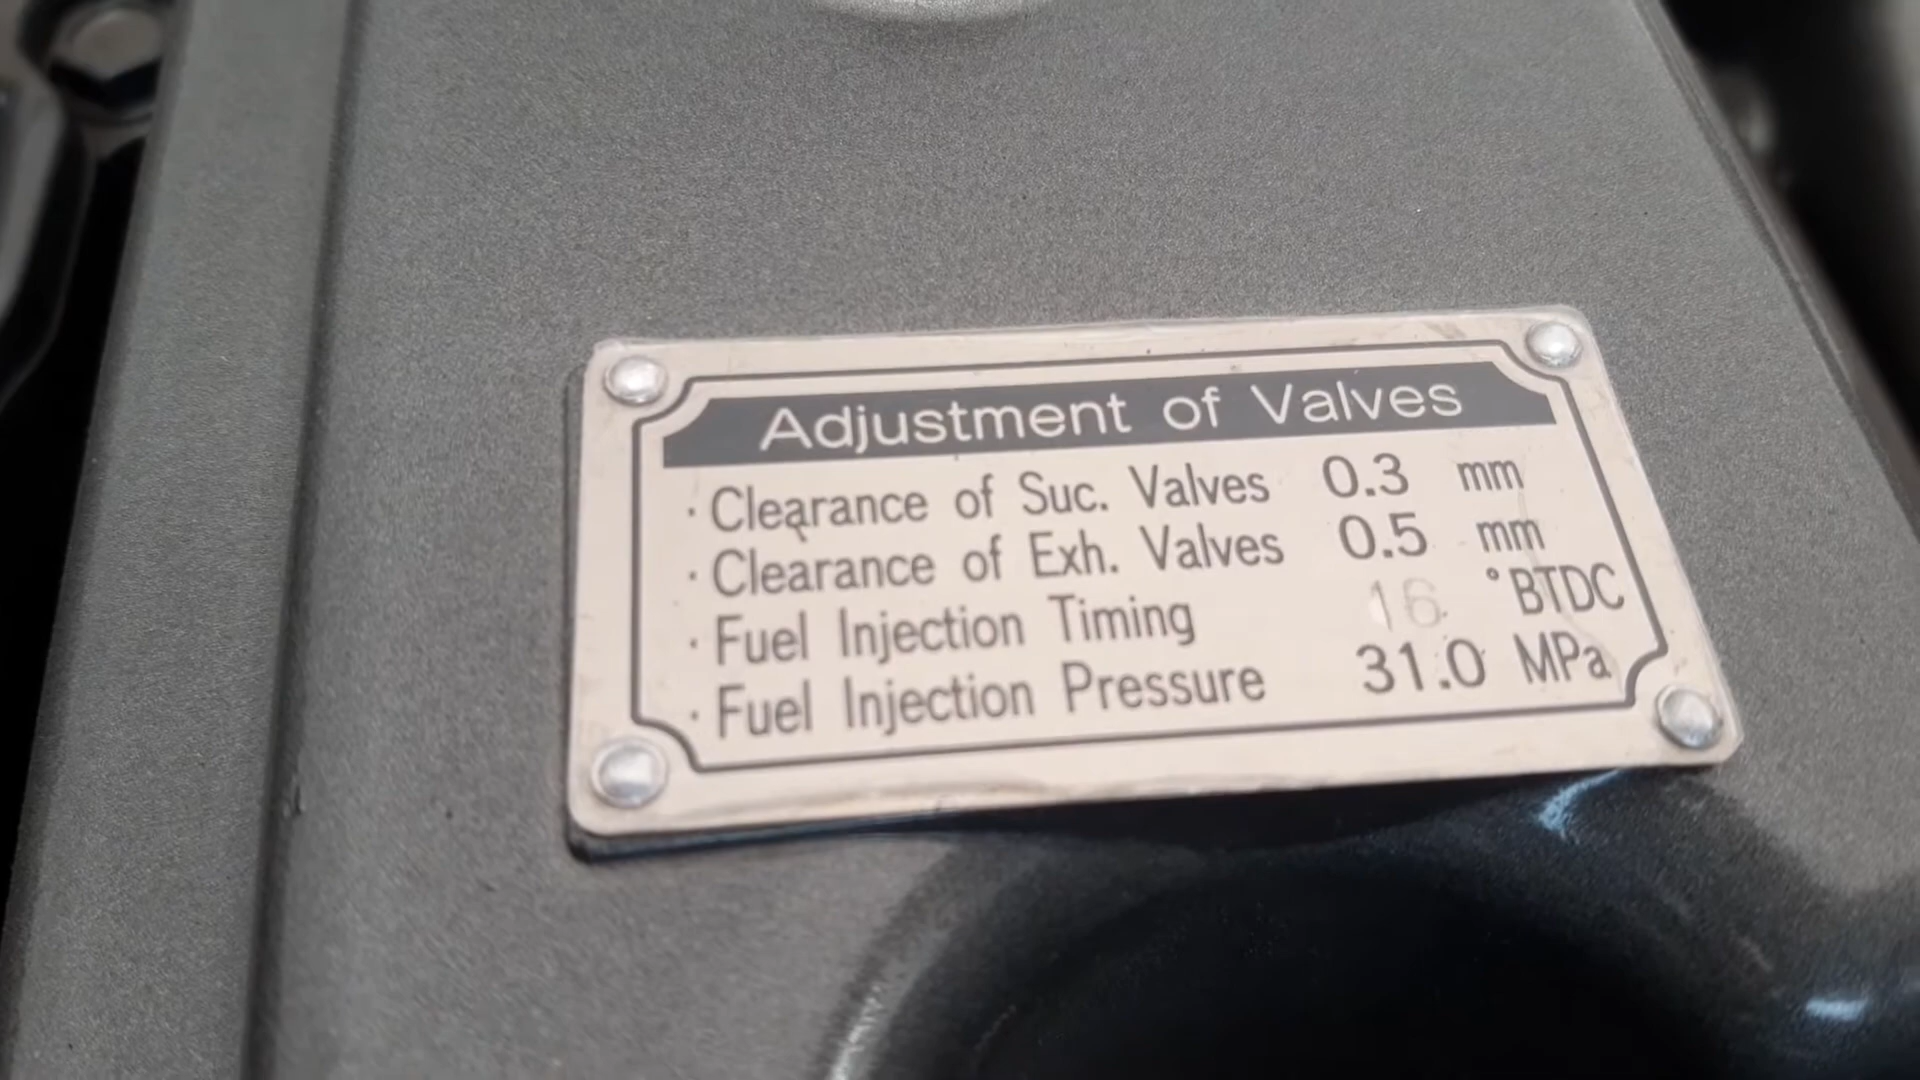 Adjustment of Valves
· Clearance of Suc. Valves 0.3 mm
· Clearance of Exh. Valves 0.5 mm
· Fuel Injection Timing 16 °BTDC
· Fuel Injection Pressure 31.0 MPa